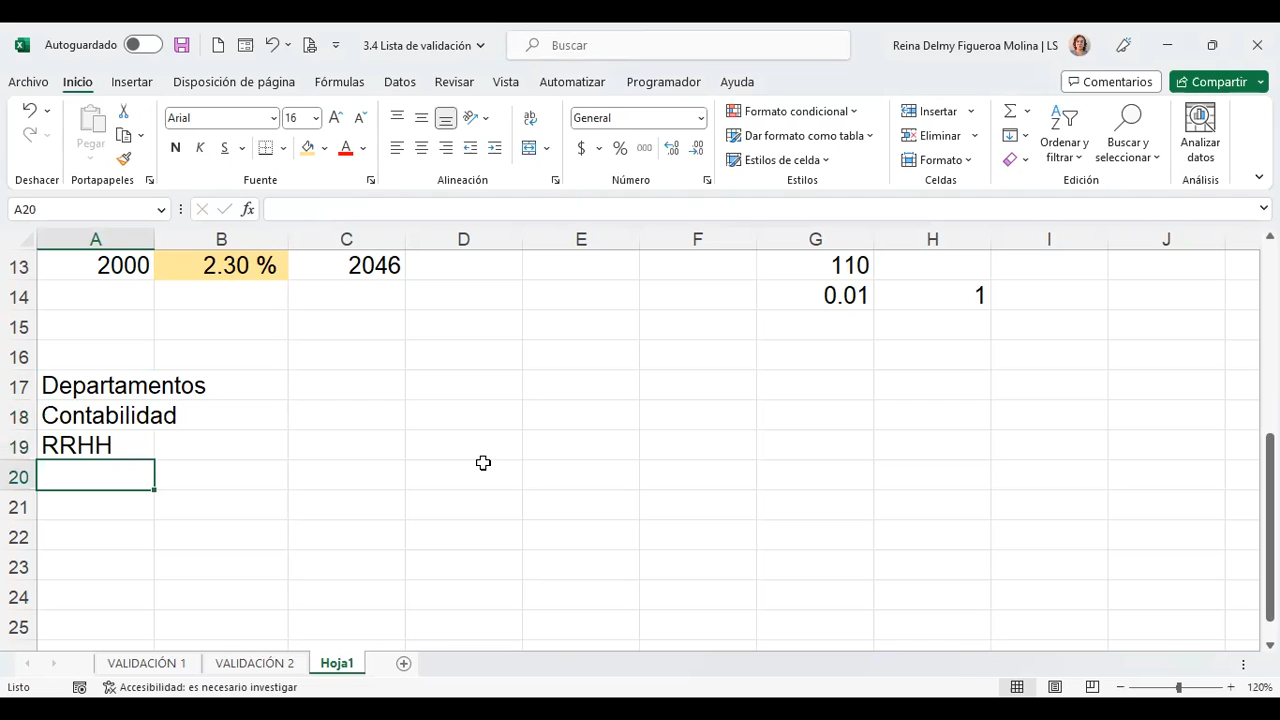 Autoguardado 3.4 Lista de validación Buscar Reina Delmy Figueroa Molina | LS
Archivo Inicio Insertar Disposición de página Fórmulas Datos Revisar Vista Automatizar Programador Ayuda Comentarios Compartir
Pegar
Arial 16
N K S A
ab
General
$ % 000
Formato condicional
Dar formato como tabla
Estilos de celda
Insertar
Eliminar
Formato
Ordenar y filtrar
Buscar y seleccionar
Analizar datos
Deshacer Portapapeles Fuente Alineación Número Estilos Celdas Edición Análisis
A20 fx
A B C D E F G H I J
13 2000 2.30 % 2046 110
14 0.01 1
15
16
17 Departamentos
18 Contabilidad
19 RRHH
20
21
22
23
24
25
VALIDACIÓN 1 VALIDACIÓN 2 Hoja1
Listo Accesibilidad: es necesario investigar 120%